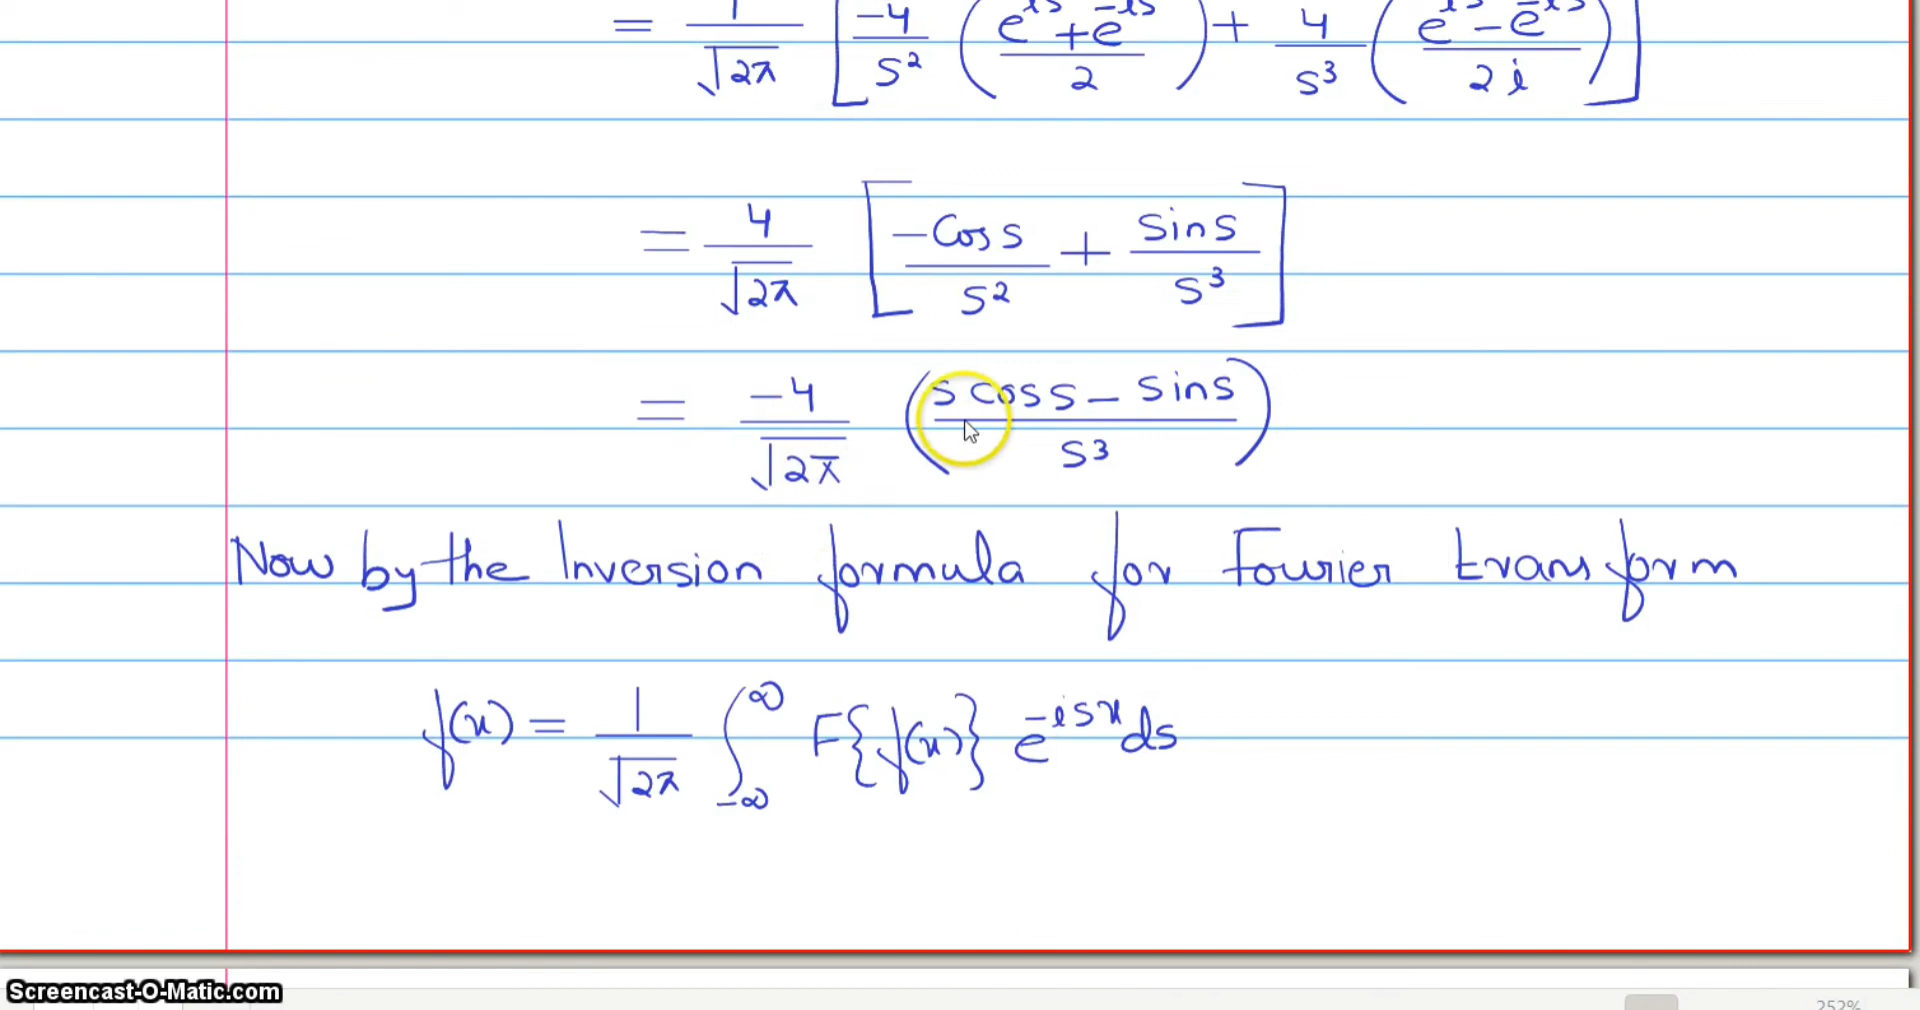 = 1/√2π [ -4/s² ( e^is + e^-is / 2 ) + 4/s³ ( e^is - e^-is / 2i ) ]
= 4/√2π [ -Cos s/s² + Sin s/s³ ]
= -4/√2π ( s cos s - sin s / s³ )
Now by the Inversion formula for Fourier transform
f(x) = 1/√2π ∫_-∞^∞ F{f(x)} e^-isx ds
Screencast-O-Matic.com
252%